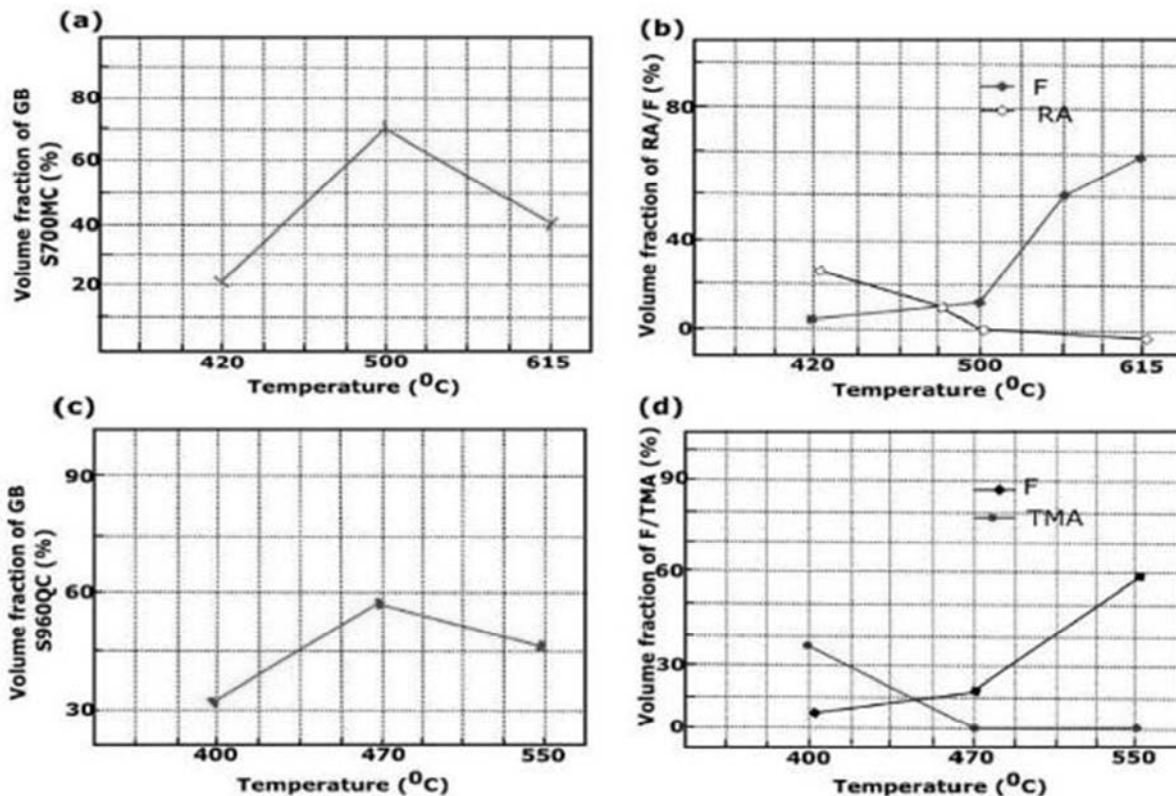 (a)
Volume fraction of GB
S700MC (%)
80
60
40
20
420 500 615
Temperature (⁰C)
(b)
Volume fraction of RA/F (%)
80
40
0
F
RA
420 500 615
Temperature (⁰C)
(c)
Volume fraction of GB
S960QC (%)
90
60
30
400 470 550
Temperature (⁰C)
(d)
Volume fraction of F/TMA (%)
90
60
30
0
F
TMA
400 470 550
Temperature (⁰C)